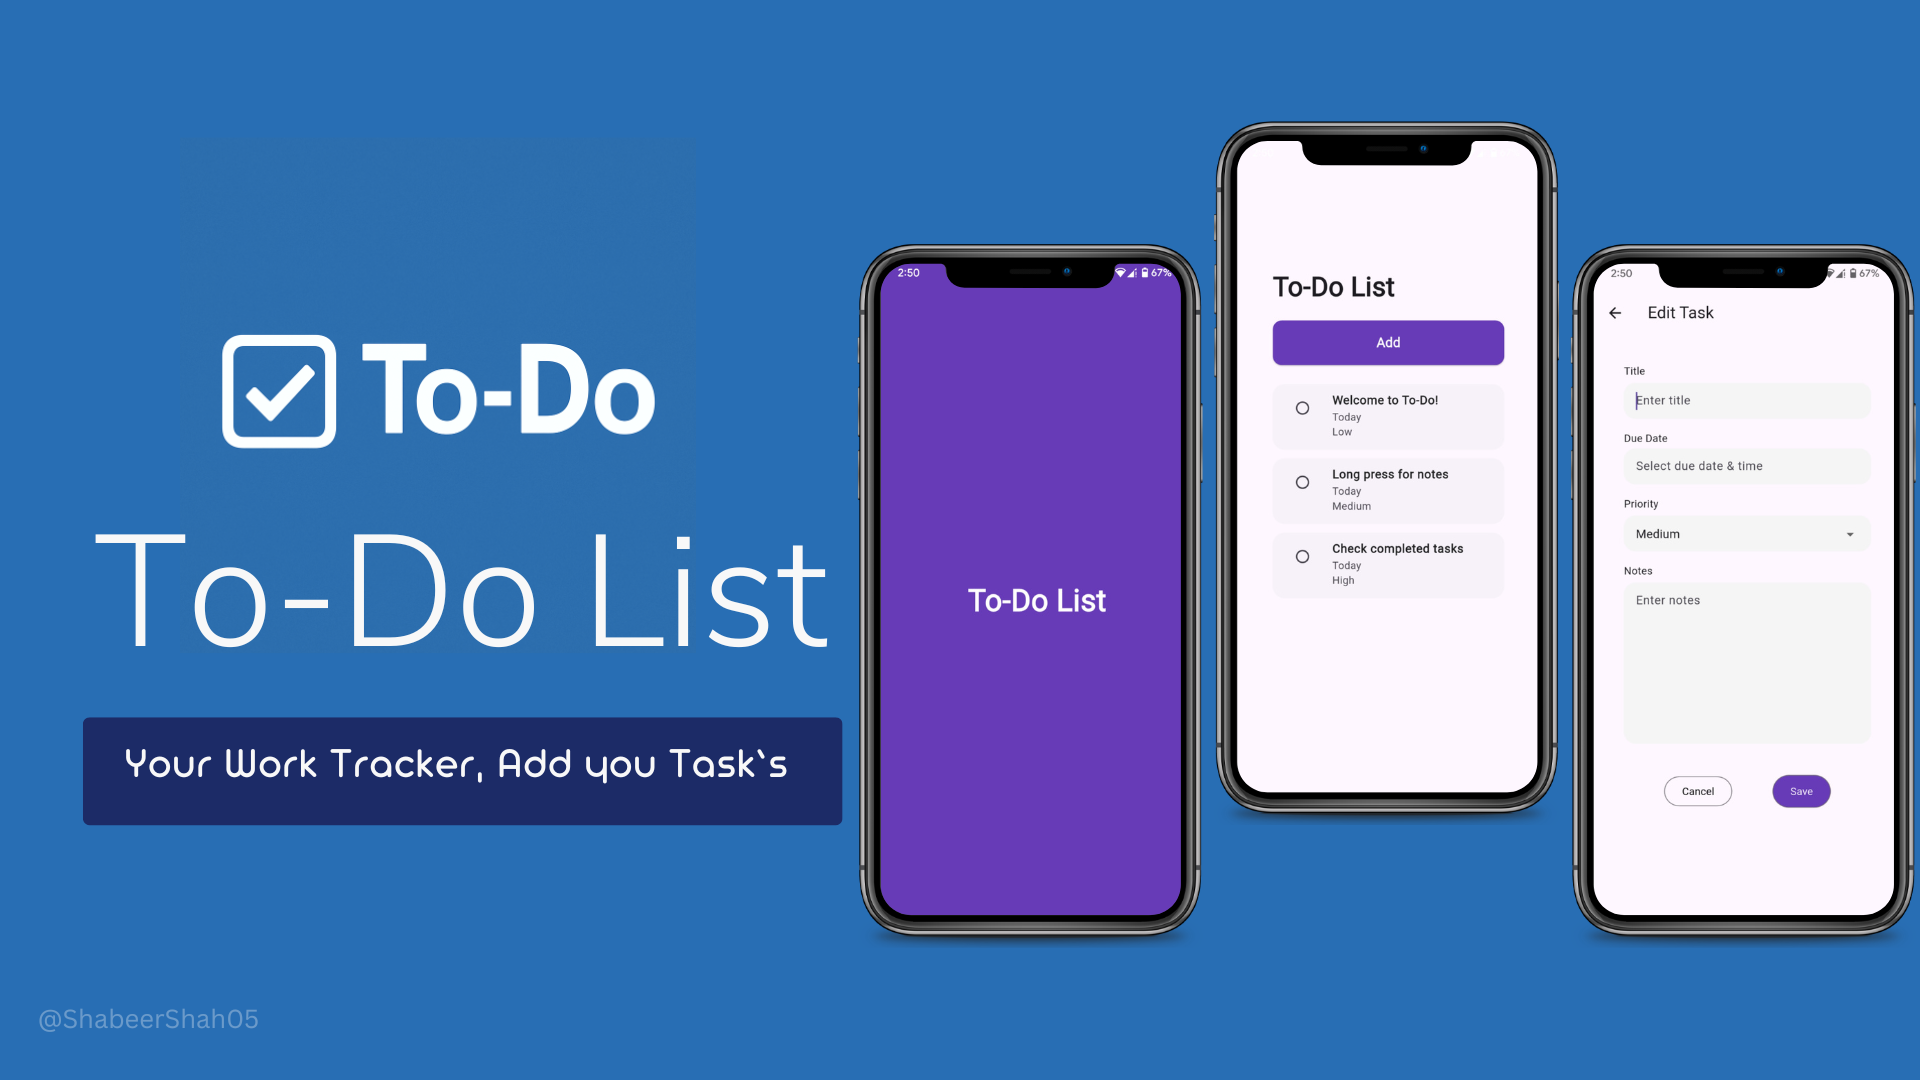 To-Do
To-Do List
Your Work Tracker, Add you Task`s
@ShabeerShah05
2:50
67%
To-Do List
To-Do List
Add
Welcome to To-Do!
Today
Low
Long press for notes
Today
Medium
Check completed tasks
Today
High
2:50
67%
Edit Task
Title
Enter title
Due Date
Select due date & time
Priority
Medium
Notes
Enter notes
Cancel
Save